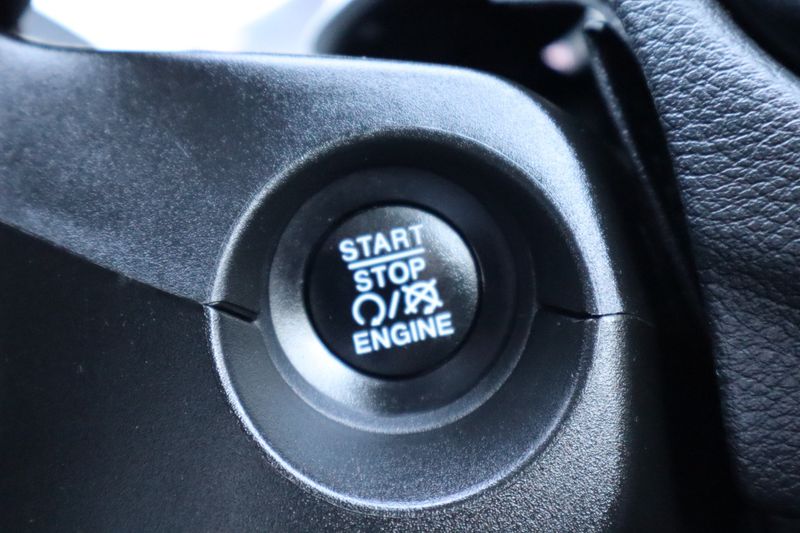 START
STOP
/
ENGINE